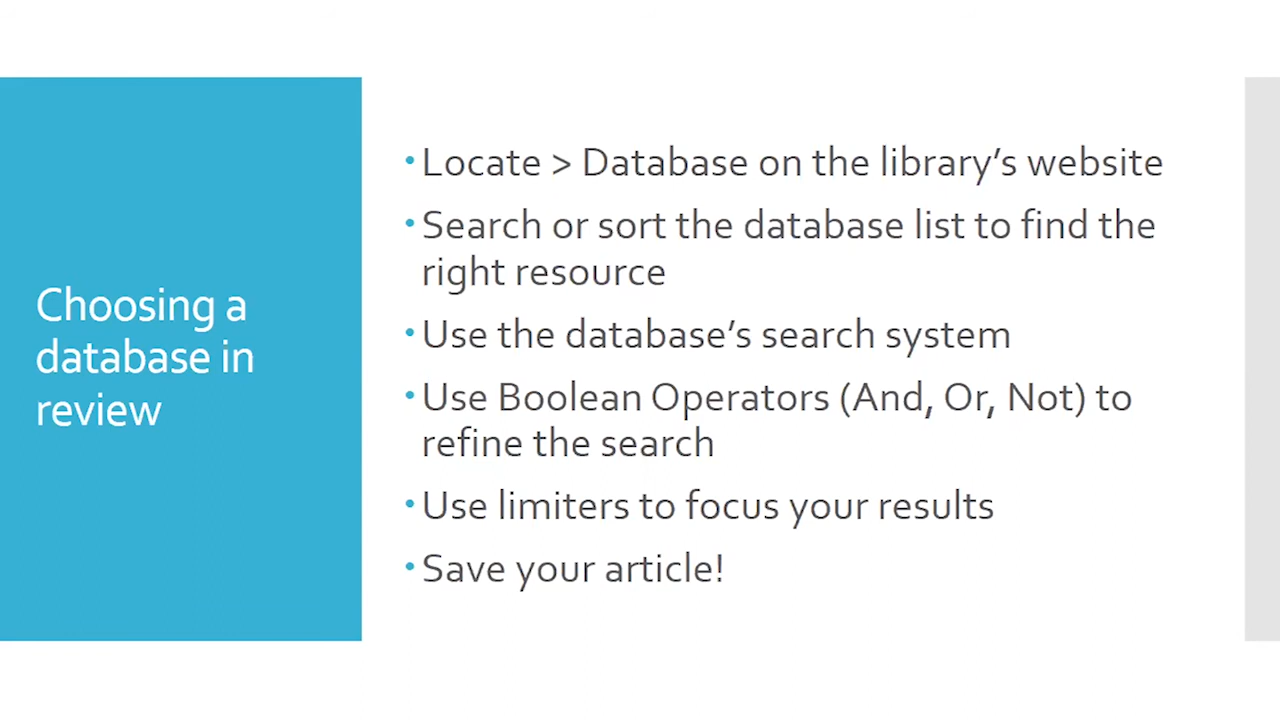 Choosing a
database in
review
• Locate > Database on the library’s website
• Search or sort the database list to find the
right resource
• Use the database’s search system
• Use Boolean Operators (And, Or, Not) to
refine the search
• Use limiters to focus your results
• Save your article!